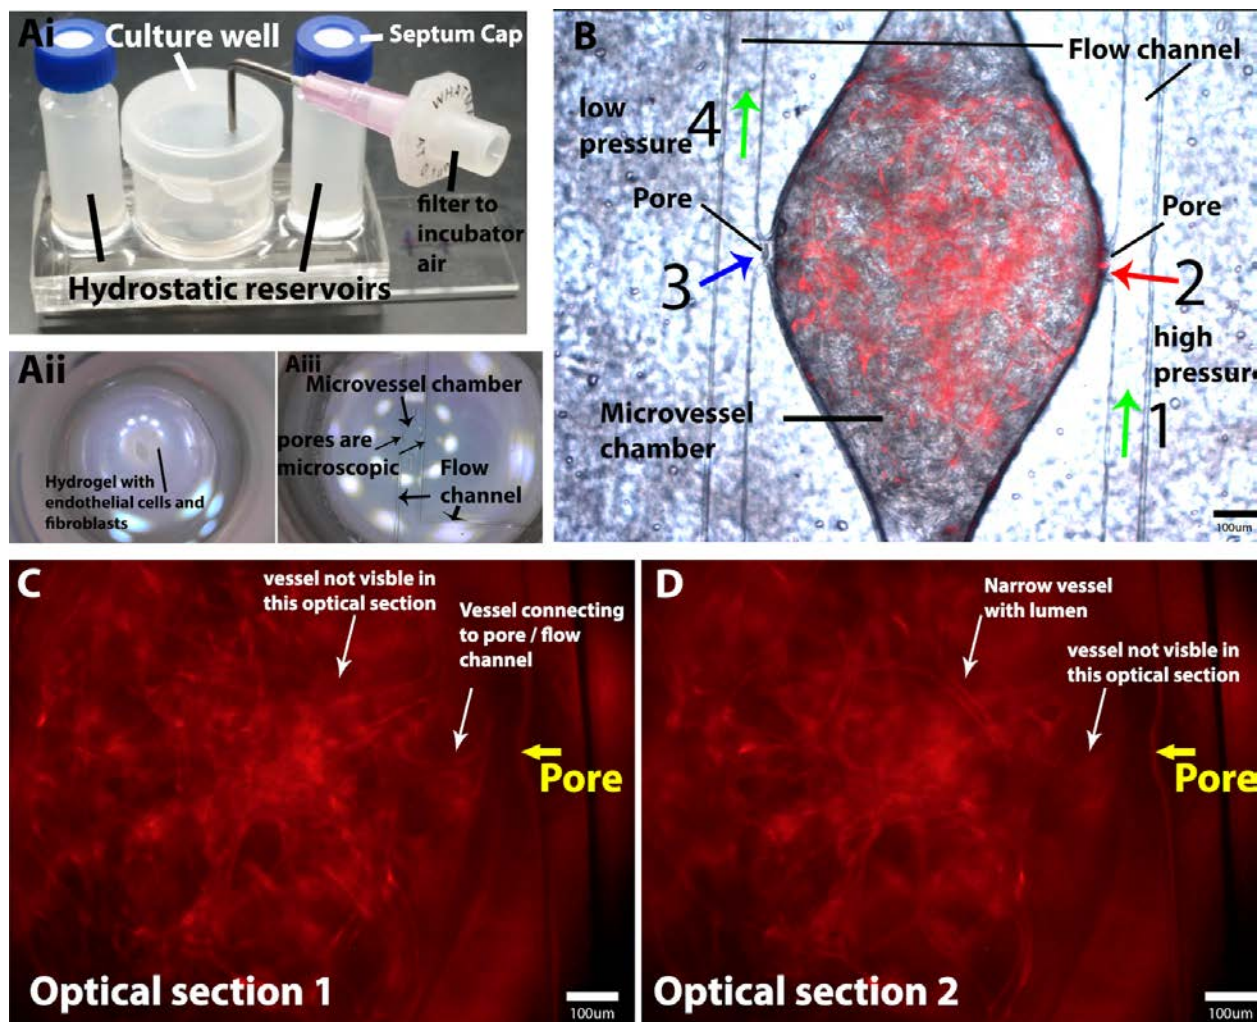 Ai
Culture well
Septum Cap
WHAT
filter to
incubator
air
Hydrostatic reservoirs
Aii
Hydrogel with
endothelial cells and
fibroblasts
Aiii
Microvessel chamber
pores are
microscopic
Flow
channel
B
Flow channel
low
pressure
4
Pore
Pore
3
2
high
pressure
1
Microvessel
chamber
100um
C
vessel not visble in
this optical section
Vessel connecting
to pore / flow
channel
Pore
Optical section 1
100um
D
Narrow vessel
with lumen
vessel not visble in
this optical section
Pore
Optical section 2
100um